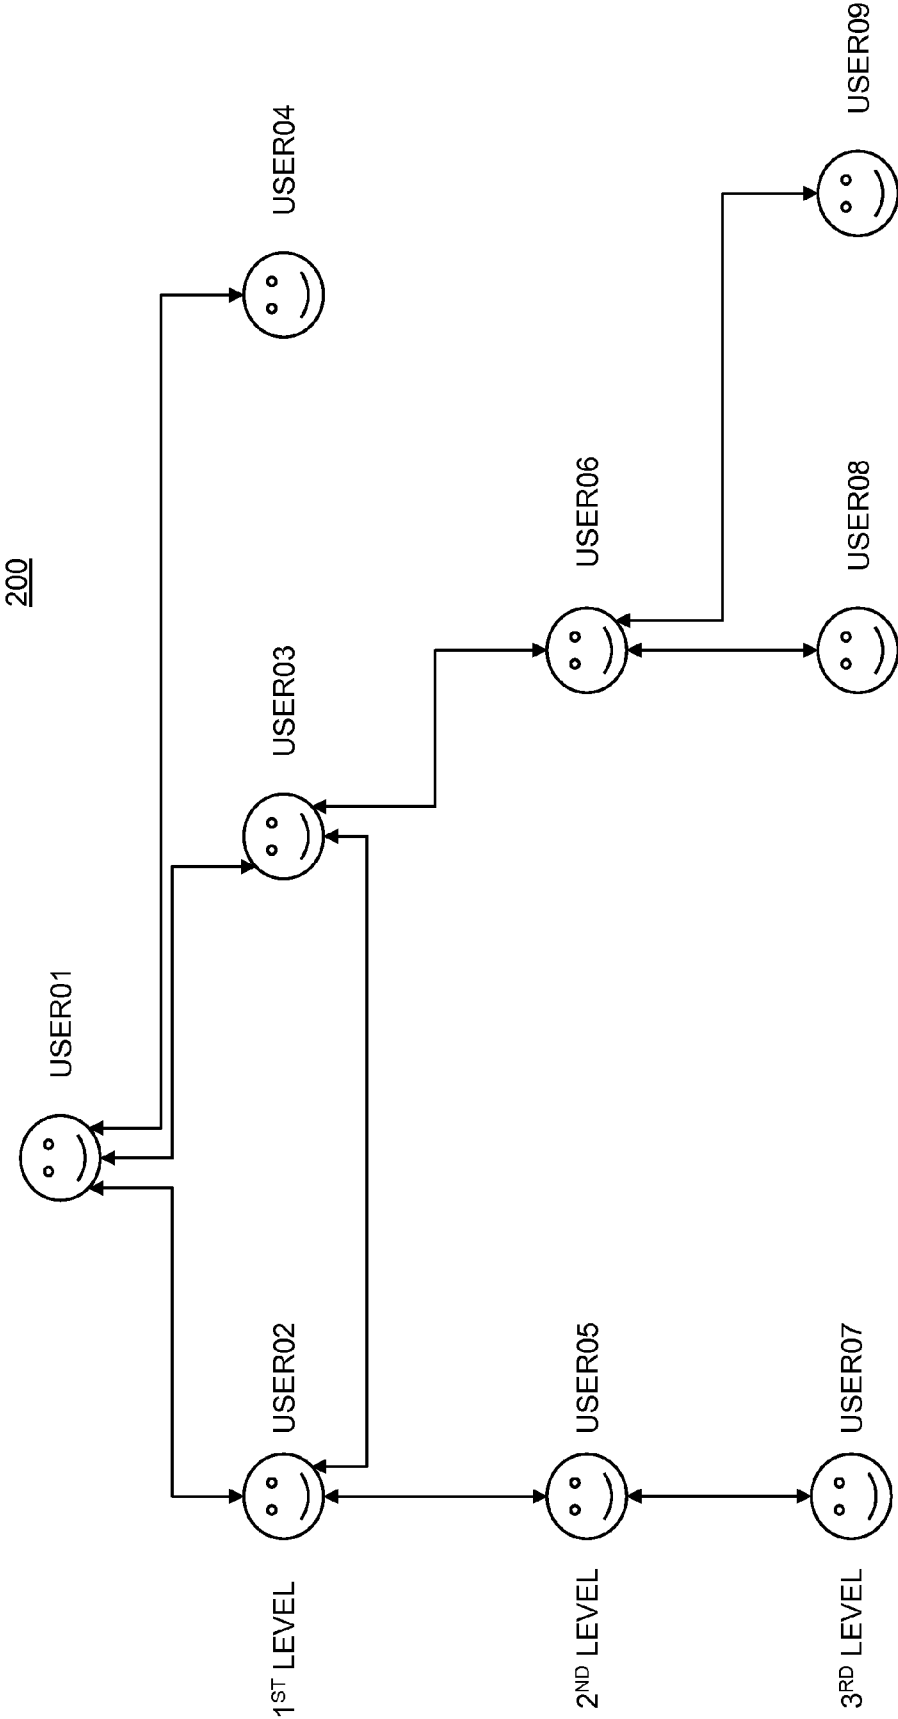 200
USER01
USER02
USER03
USER04
1ST LEVEL
USER05
USER06
2ND LEVEL
USER07
USER08
USER09
3RD LEVEL